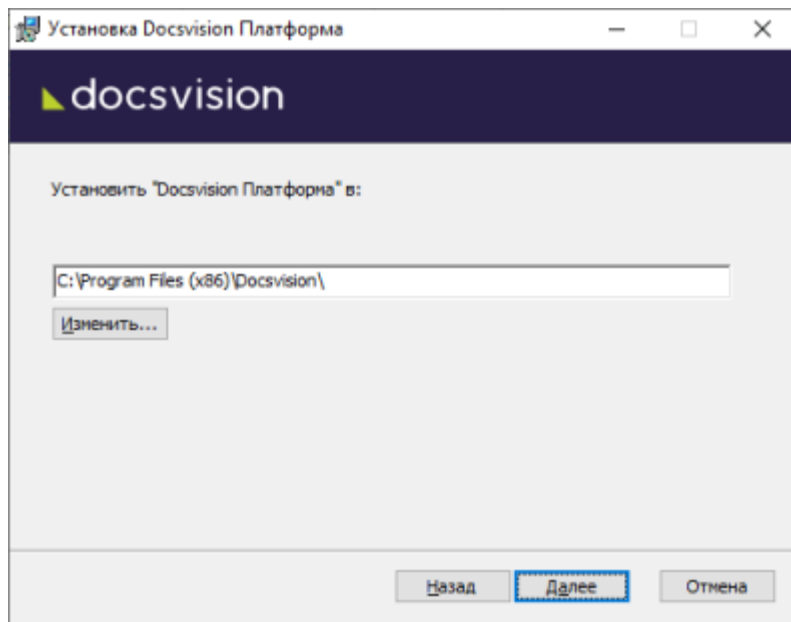 Установка Docsvision Платформа
docsvision
Установить "Docsvision Платформа" в:
C:\Program Files (x86)\Docsvision\
Изменить...
Назад Далее Отмена